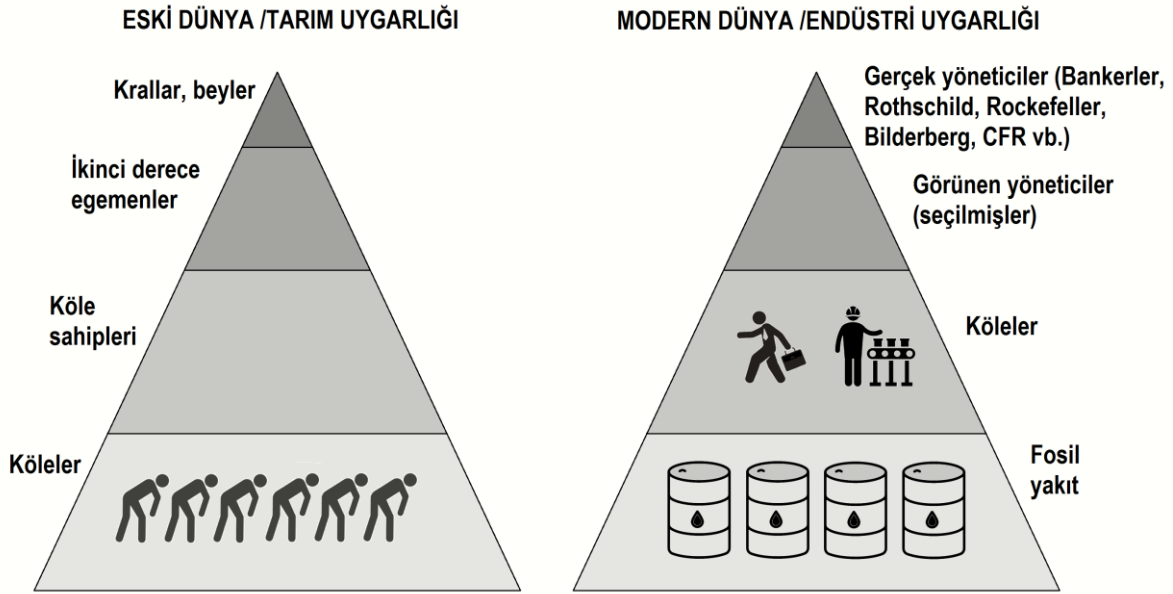 ESKİ DÜNYA /TARIM UYGARLIĞI
Krallar, beyler
İkinci derece
egemenler
Köle
sahipleri
Köleler
MODERN DÜNYA /ENDÜSTRİ UYGARLIĞI
Gerçek yöneticiler (Bankerler,
Rothschild, Rockefeller,
Bilderberg, CFR vb.)
Görünen yöneticiler
(seçilmişler)
Köleler
Fosil
yakıt